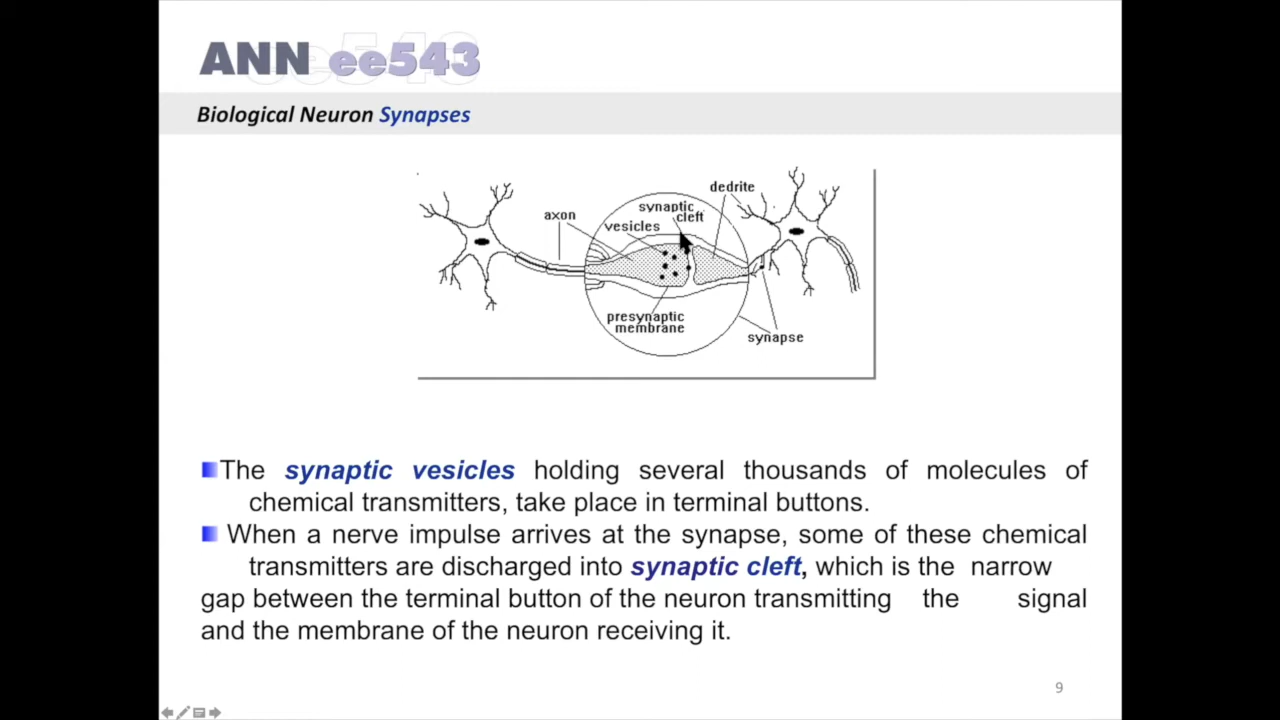 ANN ee543
Biological Neuron Synapses
dedrite
synaptic
cleft
axon
vesicles
presynaptic
membrane
synapse
The synaptic vesicles holding several thousands of molecules of
chemical transmitters, take place in terminal buttons.
When a nerve impulse arrives at the synapse, some of these chemical
transmitters are discharged into synaptic cleft, which is the narrow
gap between the terminal button of the neuron transmitting the signal
and the membrane of the neuron receiving it.
9